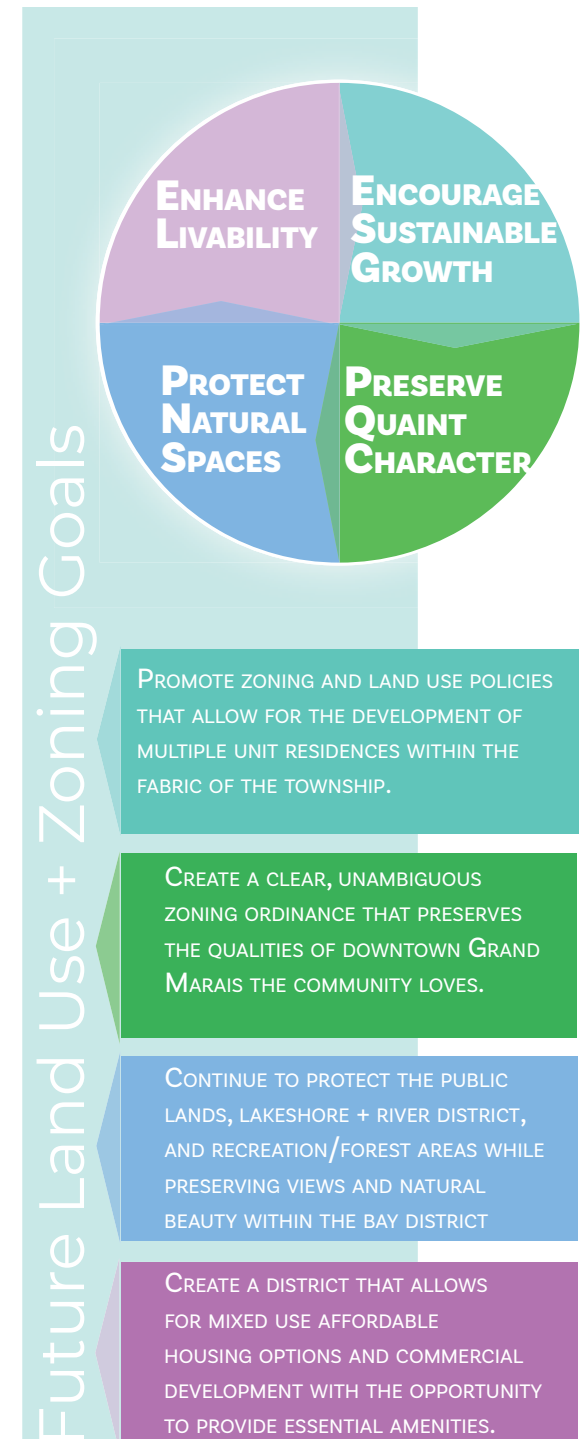 Enhance
Livability
Encourage
Sustainable
Growth
Protect
Natural
Spaces
Preserve
Quaint
Character
Future Land Use + Zoning Goals
Promote zoning and land use policies
that allow for the development of
multiple unit residences within the
fabric of the township.
Create a clear, unambiguous
zoning ordinance that preserves
the qualities of downtown Grand
Marais the community loves.
Continue to protect the public
lands, lakeshore + river district,
and recreation/forest areas while
preserving views and natural
beauty within the bay district
Create a district that allows
for mixed use affordable
housing options and commercial
development with the opportunity
to provide essential amenities.